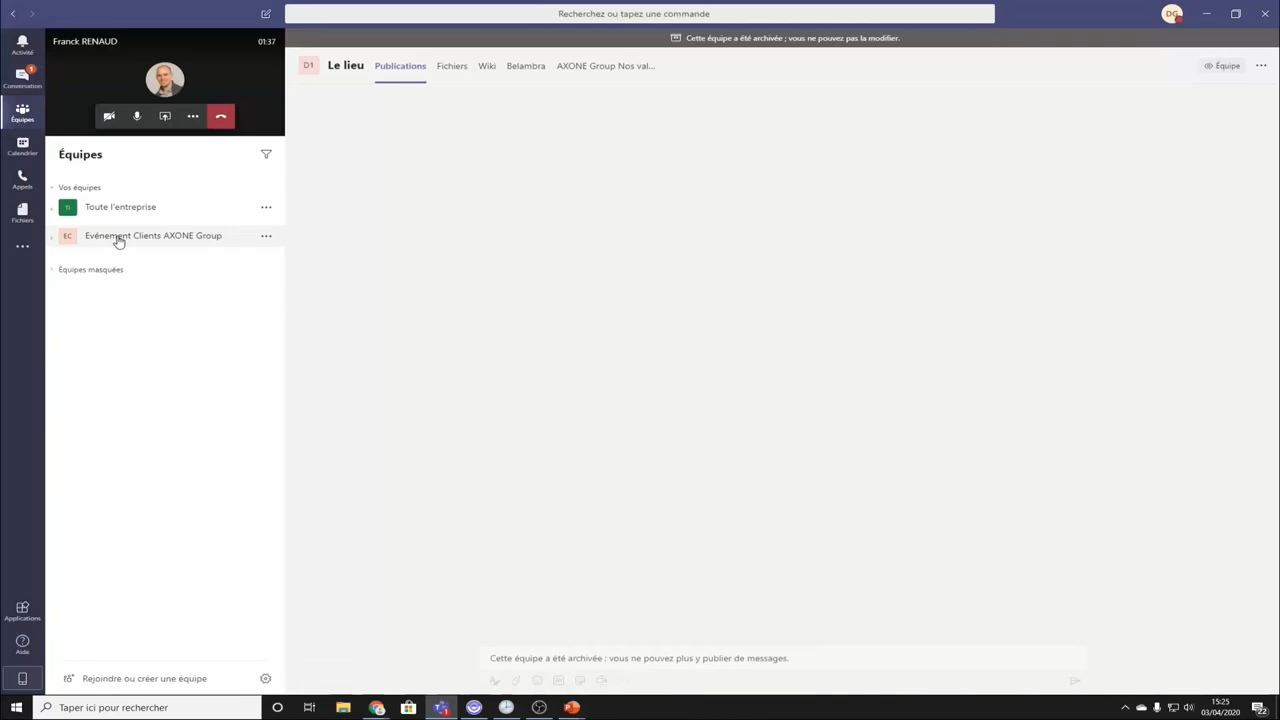 Recherchez ou tapez une commande
DG
Franck RENAUD
01:37
Cette équipe a été archivée ; vous ne pouvez pas la modifier.
Activité
1
Conversation
Équipes
Calendrier
Appels
Fichiers
D1
Le lieu
Publications
Fichiers
Wiki
Belambra
AXONE Group Nos val...
Équipe
Équipes
Vos équipes
TI
Toute l'entreprise
EC
Evénement Clients AXONE Group
Équipes masquées
Applications
Aide
Cette équipe a été archivée ; vous ne pouvez plus y publier de messages.
Rejoindre ou créer une équipe
Taper ici pour rechercher
15:25
03/04/2020
22